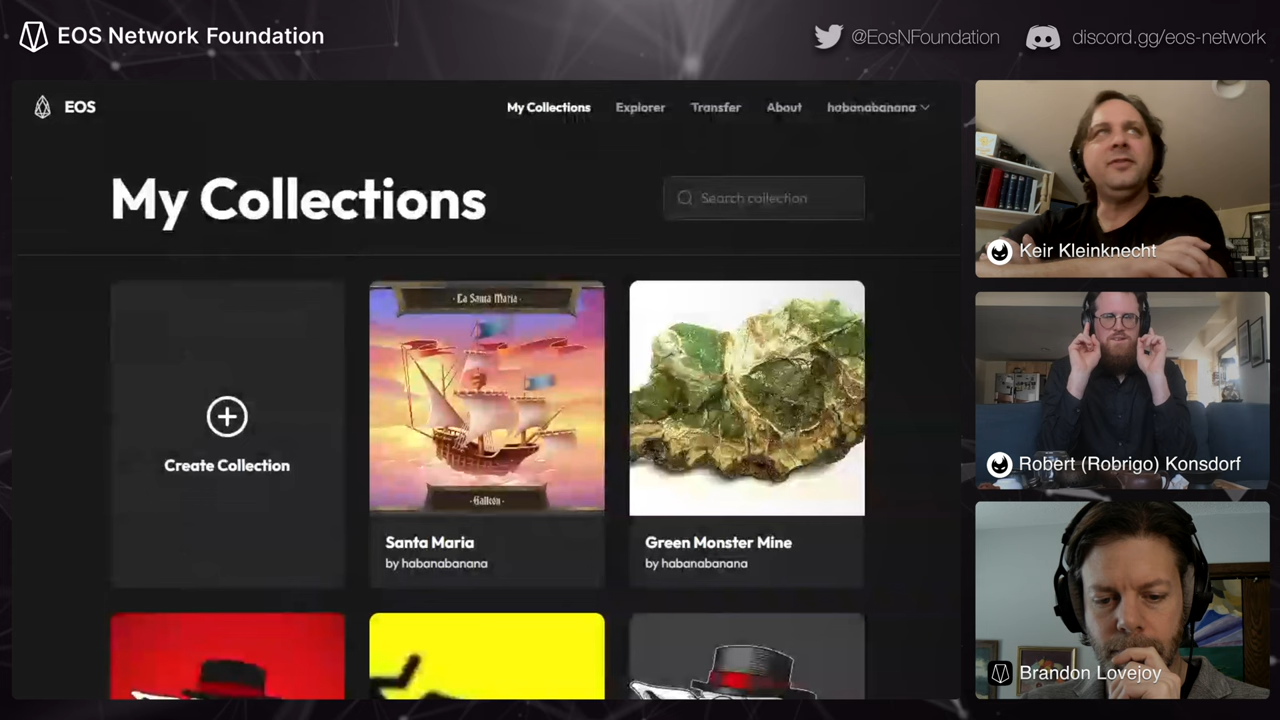 EOS Network Foundation
@EosNFoundation
discord.gg/eos-network
EOS
My Collections
Explorer
Transfer
About
habanabanana
My Collections
Search collection
Create Collection
La Santa Maria
Galleon
Santa Maria
by habanabanana
Green Monster Mine
by habanabanana
Keir Kleinknecht
Robert (Robrigo) Konsdorf
Brandon Lovejoy